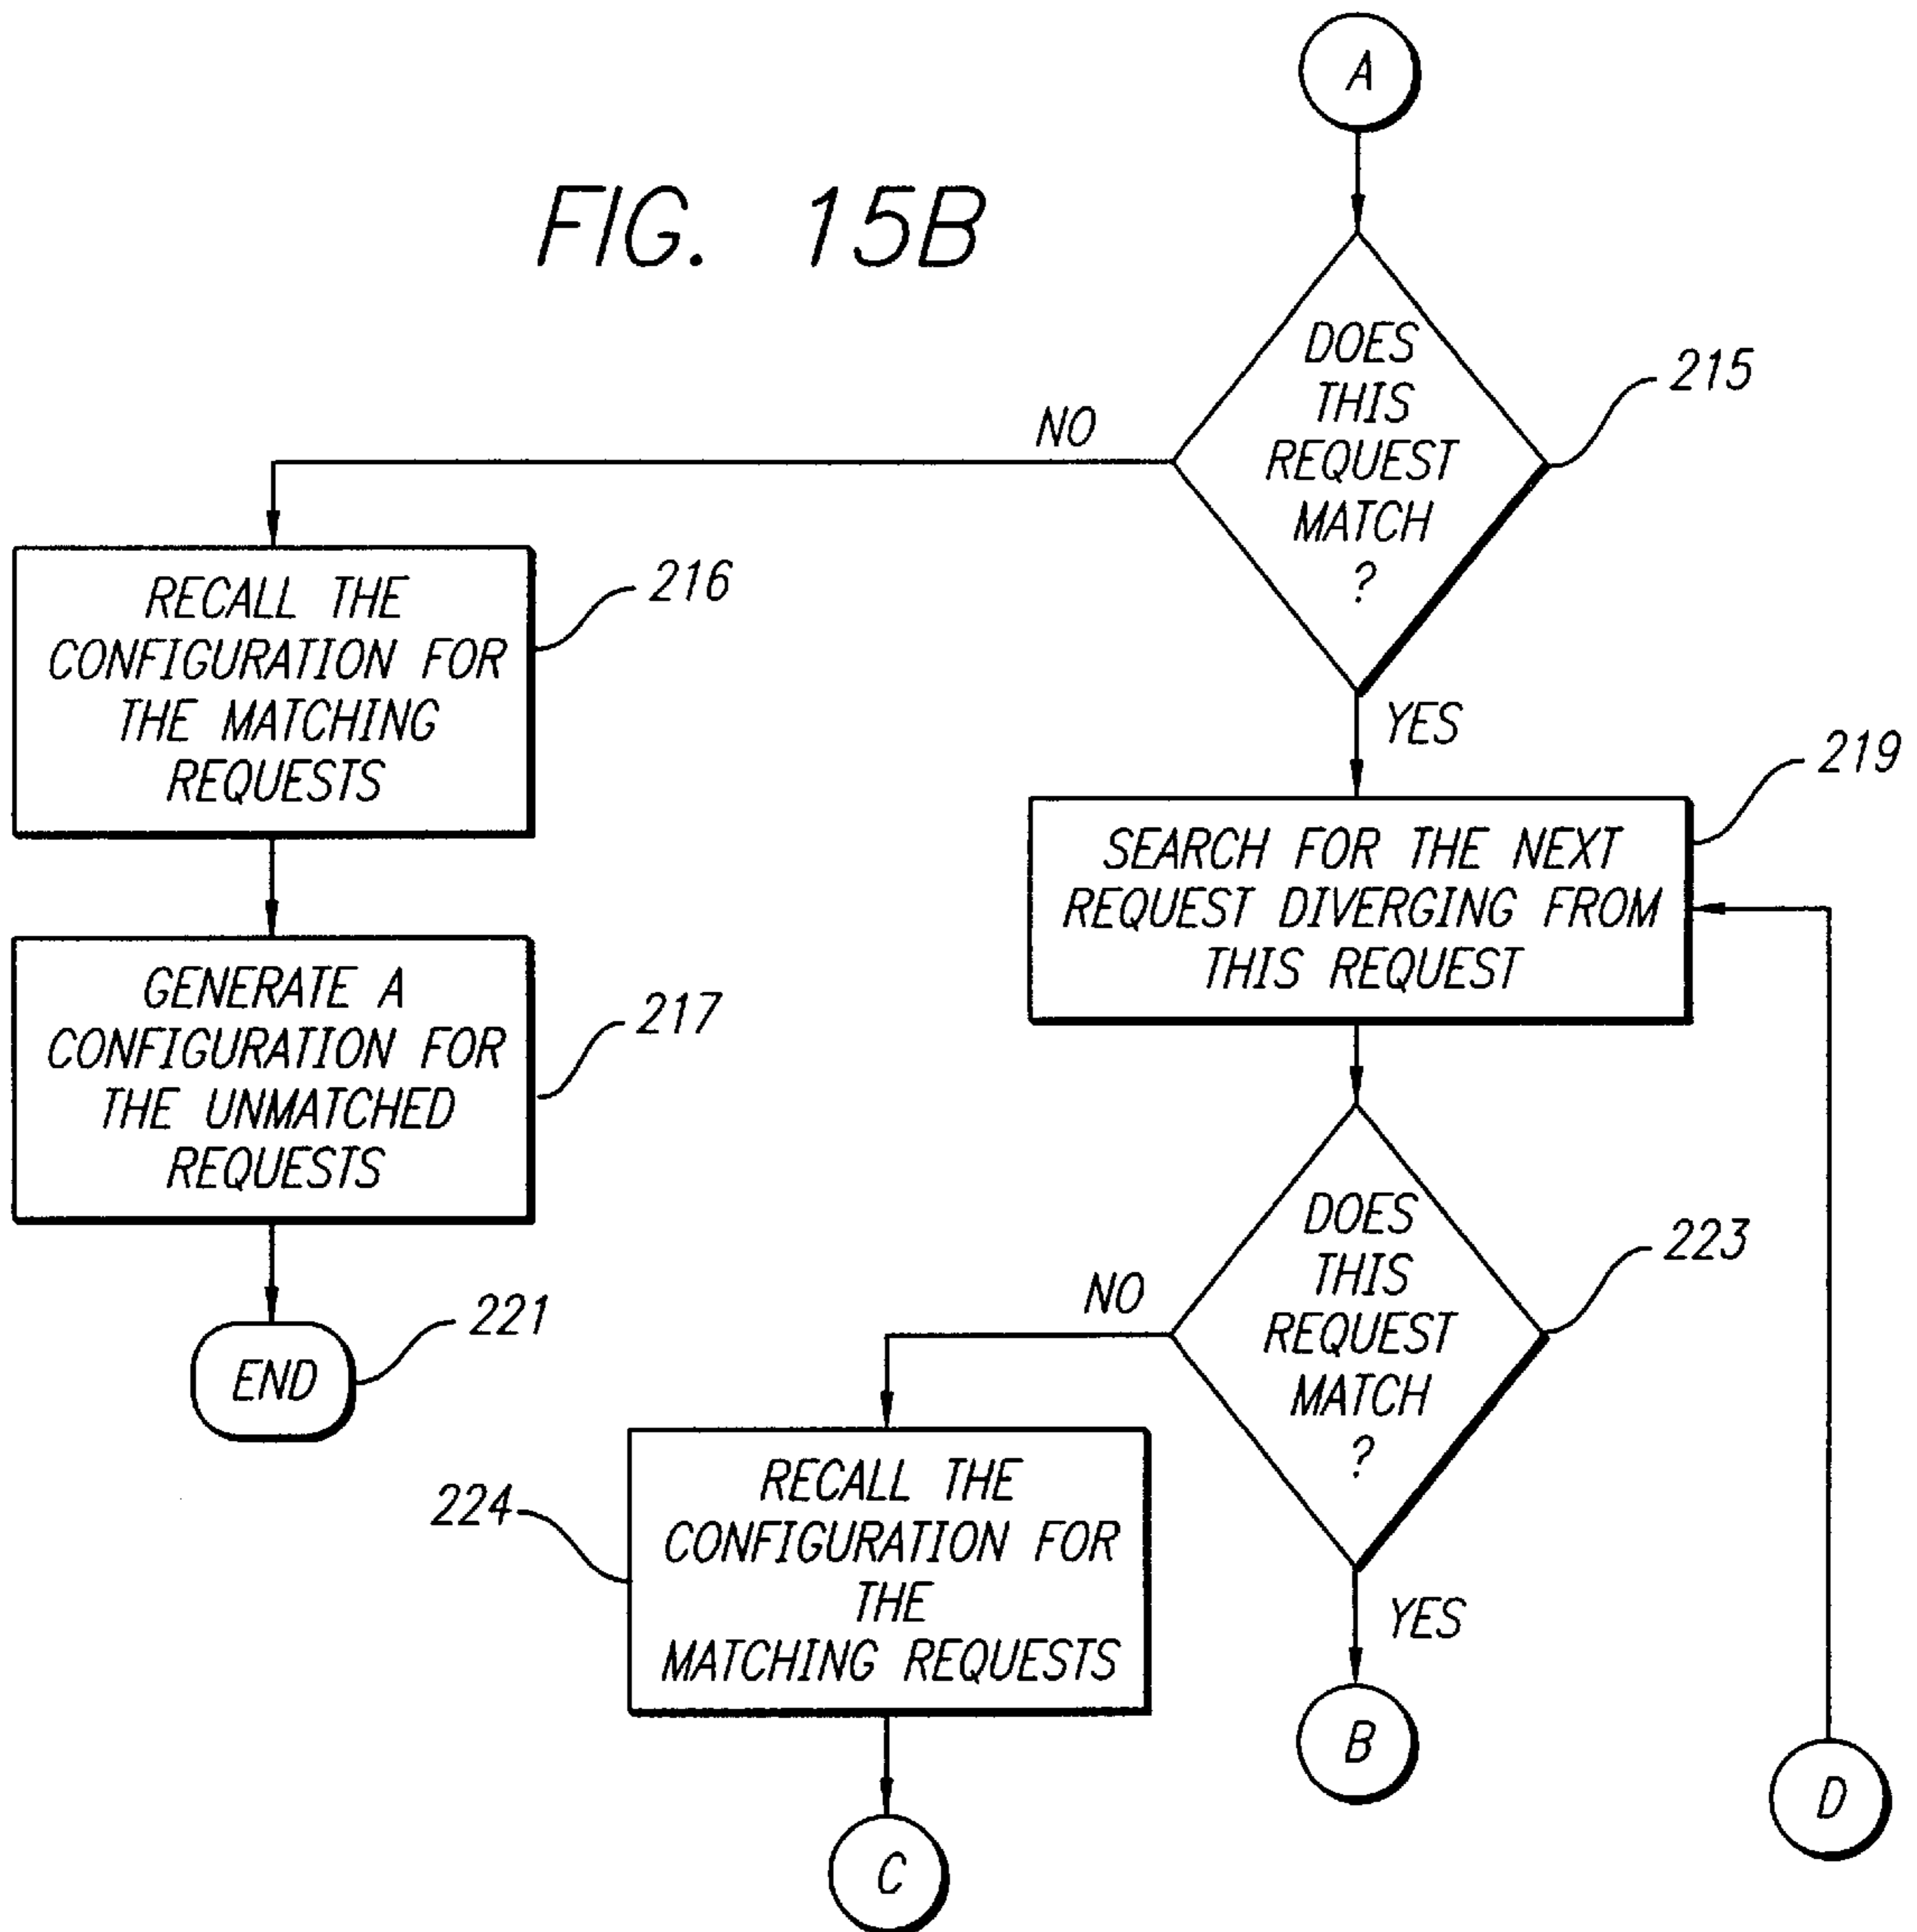 A
FIG. 15B
DOES
THIS
REQUEST
MATCH
?
215
NO
YES
RECALL THE
CONFIGURATION FOR
THE MATCHING
REQUESTS
216
GENERATE A
CONFIGURATION FOR
THE UNMATCHED
REQUESTS
217
END
221
SEARCH FOR THE NEXT
REQUEST DIVERGING FROM
THIS REQUEST
219
DOES
THIS
REQUEST
MATCH
?
223
NO
YES
RECALL THE
CONFIGURATION FOR
THE
MATCHING REQUESTS
224
B
C
D